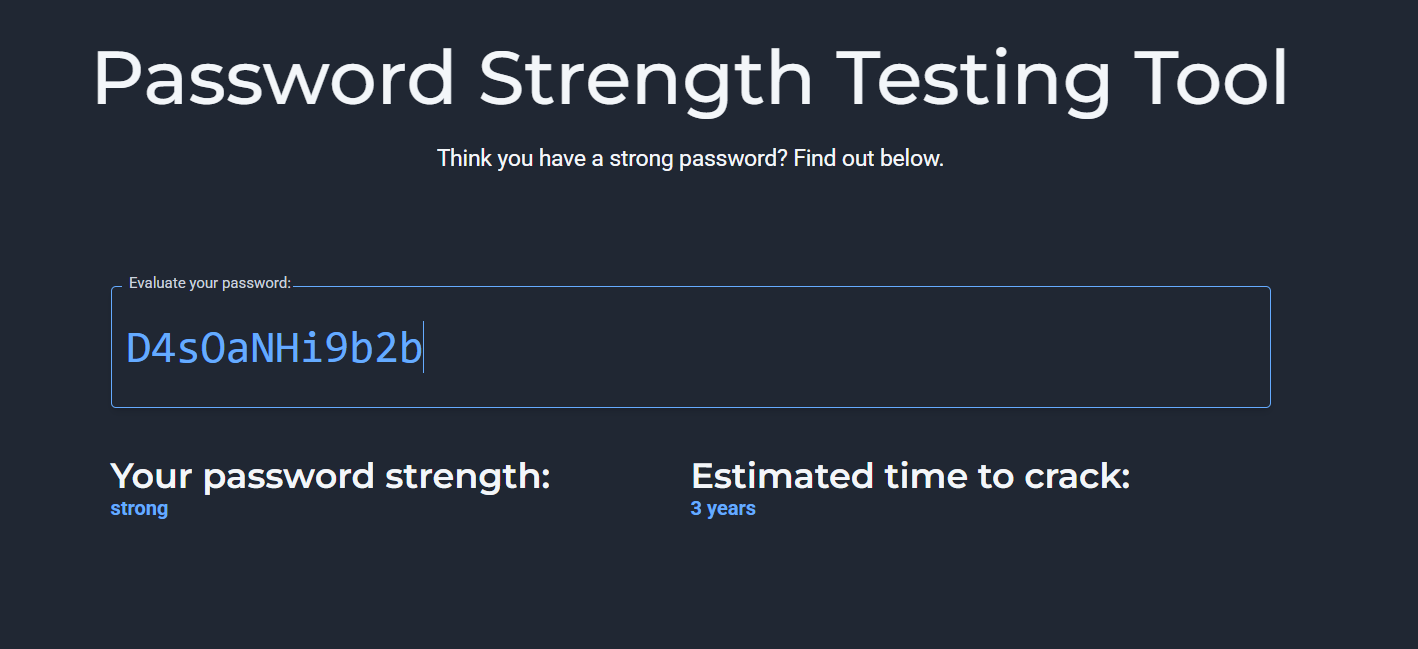 Password Strength Testing Tool
Think you have a strong password? Find out below.
Evaluate your password:
D4sOaNHi9b2b
Your password strength:
strong
Estimated time to crack:
3 years